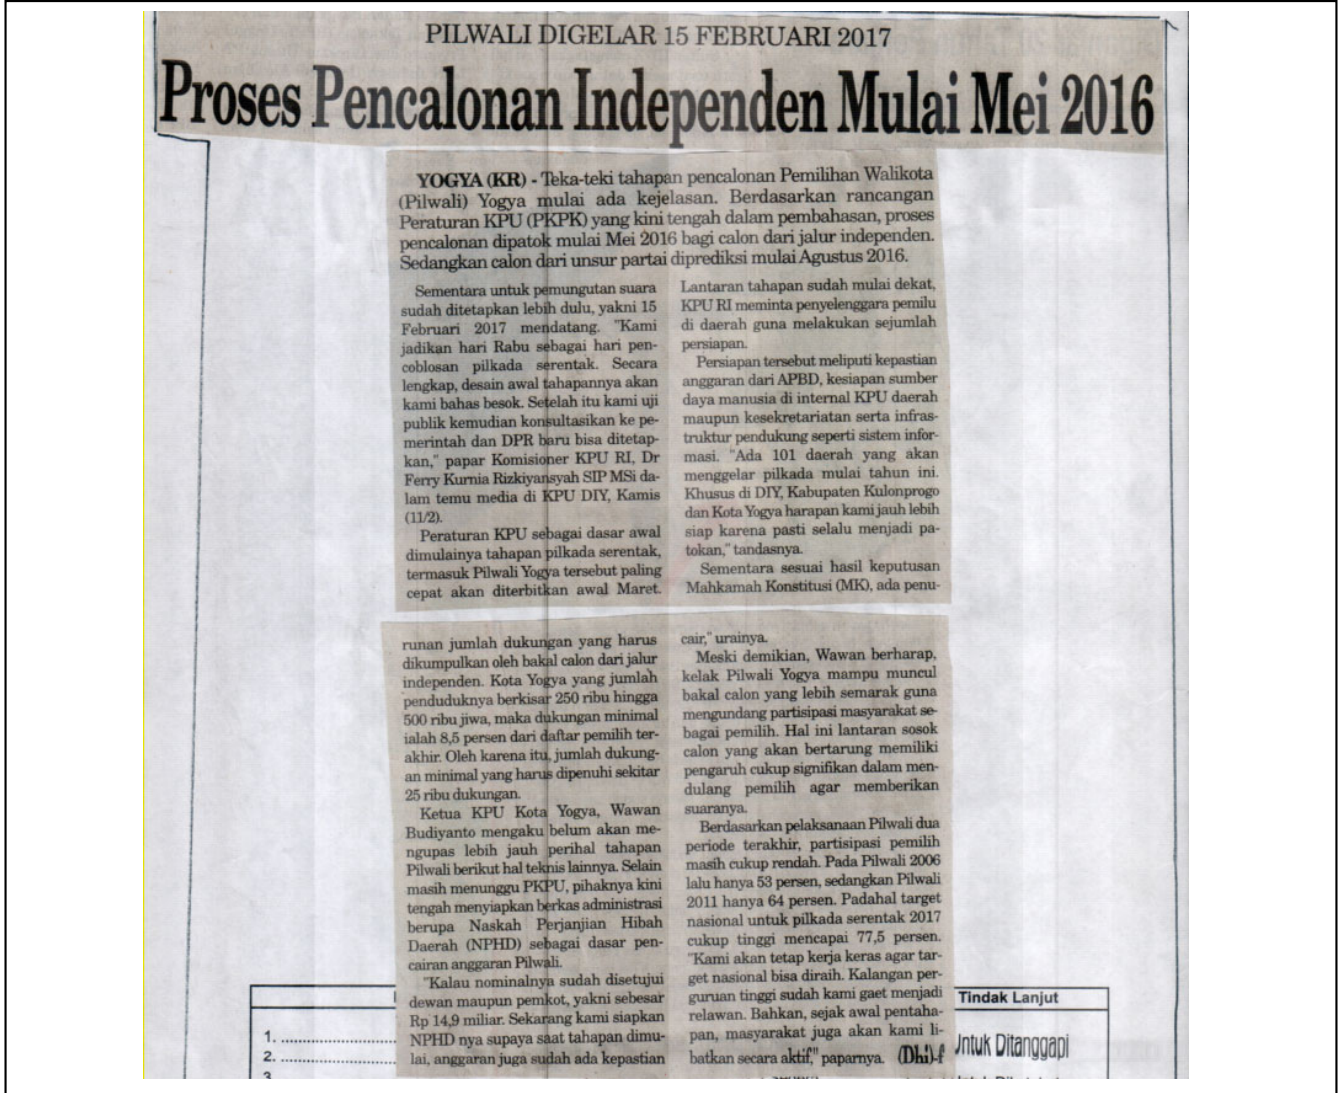 PILWALI DIGELAR 15 FEBRUARI 2017
Proses Pencalonan Independen Mulai Mei 2016
YOGYA (KR) - Teka-teki tahapan pencalonan Pemilihan Walikota
(Pilwali) Yogya mulai ada kejelasan. Berdasarkan rancangan
Peraturan KPU (PKPK) yang kini tengah dalam pembahasan, proses
pencalonan dipatok mulai Mei 2016 bagi calon dari jalur independen.
Sedangkan calon dari unsur partai diprediksi mulai Agustus 2016.
Sementara untuk pemungutan suara
sudah ditetapkan lebih dulu, yakni 15
Februari 2017 mendatang. "Kami
jadikan hari Rabu sebagai hari pen-
coblosan pilkada serentak. Secara
lengkap, desain awal tahapannya akan
kami bahas besok. Setelah itu kami uji
publik kemudian konsultasikan ke pe-
merintah dan DPR baru bisa ditetap-
kan," papar Komisioner KPU RI, Dr
Ferry Kurnia Rizkiyansyah SIP MSi da-
lam temu media di KPU DIY, Kamis
(11/2).
Peraturan KPU sebagai dasar awal
dimulainya tahapan pilkada serentak,
termasuk Pilwali Yogya tersebut paling
cepat akan diterbitkan awal Maret.
Lantaran tahapan sudah mulai dekat,
KPU RI meminta penyelenggara pemilu
di daerah guna melakukan sejumlah
persiapan.
Persiapan tersebut meliputi kepastian
anggaran dari APBD, kesiapan sumber
daya manusia di internal KPU daerah
maupun kesekretariatan serta infras-
truktur pendukung seperti sistem infor-
masi. "Ada 101 daerah yang akan
menggelar pilkada mulai tahun ini.
Khusus di DIY, Kabupaten Kulonprogo
dan Kota Yogya harapan kami jauh lebih
siap karena pasti selalu menjadi pa-
tokan," tandasnya.
Sementara sesuai hasil keputusan
Mahkamah Konstitusi (MK), ada penu-
runan jumlah dukungan yang harus
dikumpulkan oleh bakal calon dari jalur
independen. Kota Yogya yang jumlah
penduduknya berkisar 250 ribu hingga
500 ribu jiwa, maka dukungan minimal
ialah 8,5 persen dari daftar pemilih ter-
akhir. Oleh karena itu, jumlah dukung-
an minimal yang harus dipenuhi sekitar
25 ribu dukungan.
Ketua KPU Kota Yogya, Wawan
Budiyanto mengaku belum akan me-
ngupas lebih jauh perihal tahapan
Pilwali berikut hal teknis lainnya. Selain
masih menunggu PKPU, pihaknya kini
tengah menyiapkan berkas administrasi
berupa Naskah Perjanjian Hibah
Daerah (NPHD) sebagai dasar pen-
cairan anggaran Pilwali.
"Kalau nominalnya sudah disetujui
dewan maupun pemkot, yakni sebesar
Rp 14,9 miliar. Sekarang kami siapkan
NPHD nya supaya saat tahapan dimu-
lai, anggaran juga sudah ada kepastian
cair," urainya.
Meski demikian, Wawan berharap,
kelak Pilwali Yogya mampu muncul
bakal calon yang lebih semarak guna
mengundang partisipasi masyarakat se-
bagai pemilih. Hal ini lantaran sosok
calon yang akan bertarung memiliki
pengaruh cukup signifikan dalam men-
dulang pemilih agar memberikan
suaranya.
Berdasarkan pelaksanaan Pilwali dua
periode terakhir, partisipasi pemilih
masih cukup rendah. Pada Pilwali 2006
lalu hanya 53 persen, sedangkan Pilwali
2011 hanya 64 persen. Padahal target
nasional untuk pilkada serentak 2017
cukup tinggi mencapai 77,5 persen.
"Kami akan tetap kerja keras agar tar-
get nasional bisa diraih. Kalangan per-
guruan tinggi sudah kami gaet menjadi
relawan. Bahkan, sejak awal pentaha-
pan, masyarakat juga akan kami li-
batkan secara aktif," paparnya. (Dhi)-f
Tindak Lanjut
1. ..............................
2. ..............................
3
Untuk Ditanggapi